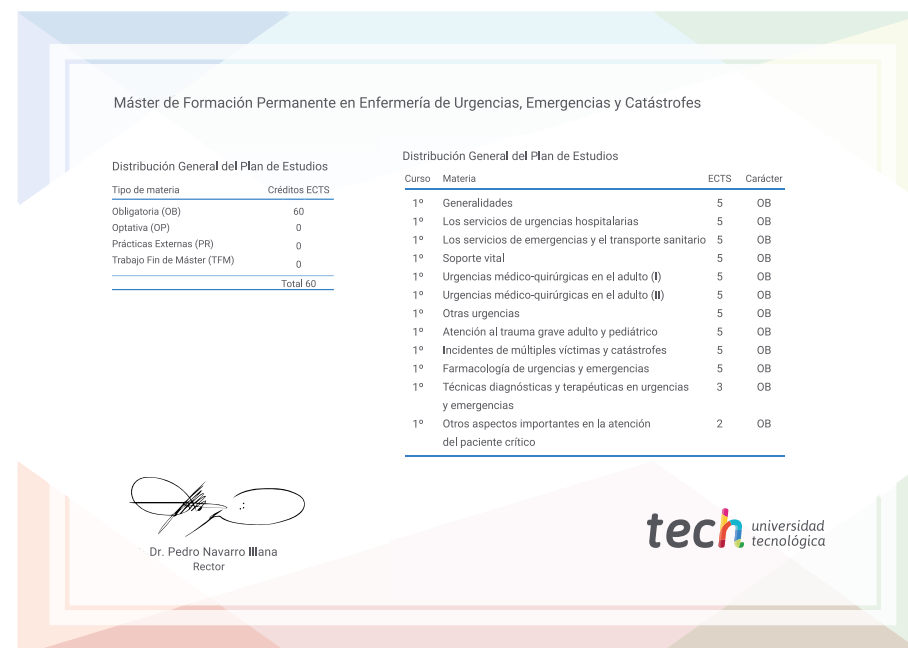 Máster de Formación Permanente en Enfermería de Urgencias, Emergencias y Catástrofes
Distribución General del Plan de Estudios
Tipo de materia Créditos ECTS
Obligatoria (OB) 60
Optativa (OP) 0
Prácticas Externas (PR) 0
Trabajo Fin de Máster (TFM) 0
Total 60
Distribución General del Plan de Estudios
Curso Materia ECTS Carácter
1º Generalidades 5 OB
1º Los servicios de urgencias hospitalarias 5 OB
1º Los servicios de emergencias y el transporte sanitario 5 OB
1º Soporte vital 5 OB
1º Urgencias médico-quirúrgicas en el adulto (I) 5 OB
1º Urgencias médico-quirúrgicas en el adulto (II) 5 OB
1º Otras urgencias 5 OB
1º Atención al trauma grave adulto y pediátrico 5 OB
1º Incidentes de múltiples víctimas y catástrofes 5 OB
1º Farmacología de urgencias y emergencias 5 OB
1º Técnicas diagnósticas y terapéuticas en urgencias 3 OB
y emergencias
1º Otros aspectos importantes en la atención 2 OB
del paciente crítico
Dr. Pedro Navarro Illana
Rector
tech universidad
tecnológica